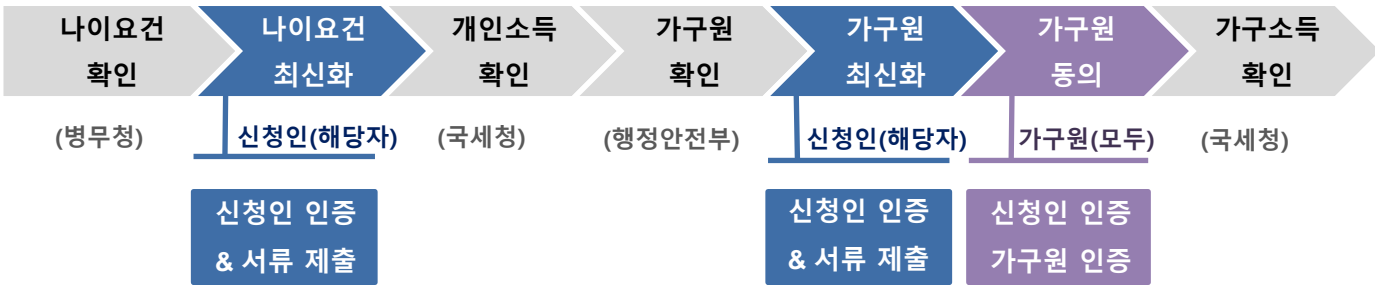 나이요건
확인
나이요건
최신화
개인소득
확인
가구원
확인
가구원
최신화
가구원
동의
가구소득
확인
(병무청)
신청인(해당자)
(국세청)
(행정안전부)
신청인(해당자)
가구원(모두)
(국세청)
신청인 인증
& 서류 제출
신청인 인증
& 서류 제출
신청인 인증
가구원 인증